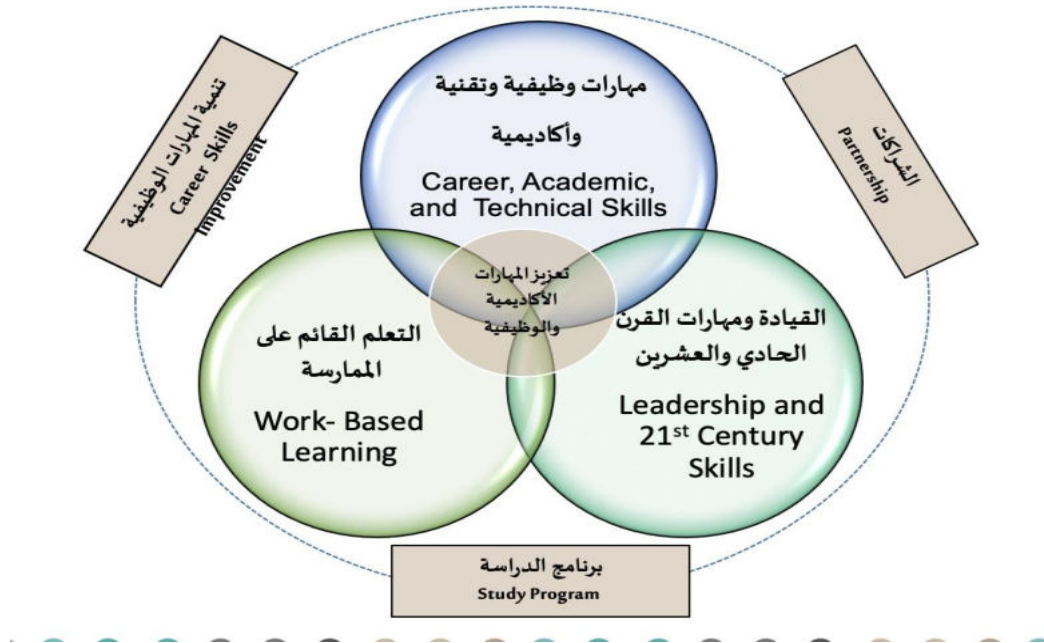 مهارات وظيفية وتقنية
وأكاديمية
Career, Academic,
and Technical Skills
تنمية المهارات الوظيفية
Career Skills
Improvement
الشراكات
Partnership
تعزيز المهارات
الأكاديمية
والوظيفية
التعلم القائم على
الممارسة
Work- Based
Learning
القيادة ومهارات القرن
الحادي والعشرين
Leadership and
21st Century
Skills
برنامج الدراسة
Study Program